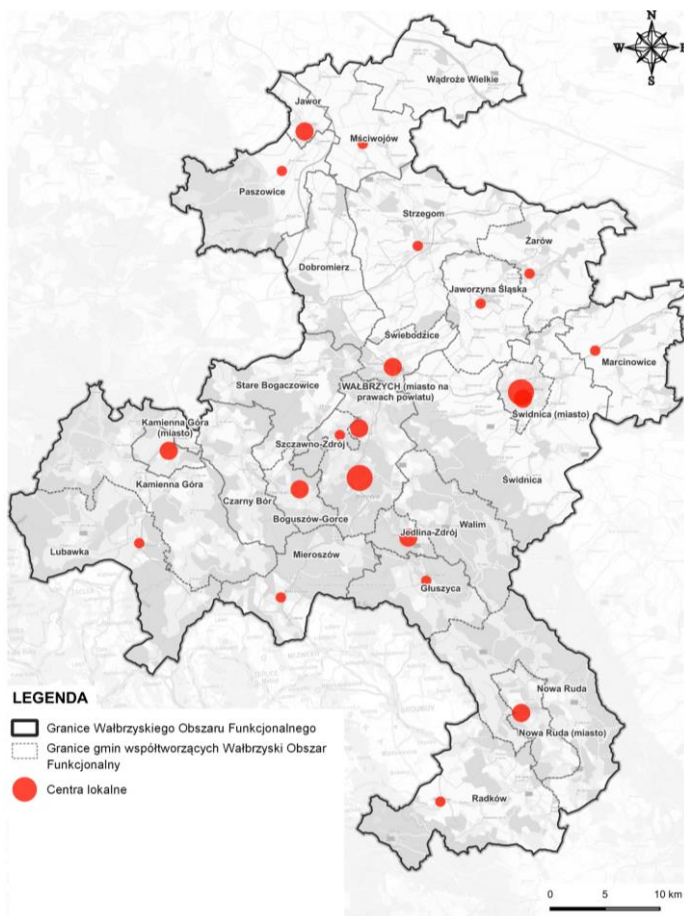 N
W
E
S
Wądroże Wielkie
Jawor
Mściwojów
Paszowice
Strzegom
Żarów
Dobromierz
Jaworzyna Śląska
Świebodzice
Marcinowice
Stare Bogaczowice
WAŁBRZYCH (miasto na
prawach powiatu)
Świdnica (miasto)
Kamienna Góra
(miasto)
Szczawno-Zdrój
Kamienna Góra
Czarny Bór
Świdnica
Boguszów-Gorce
Walim
Jedlina-Zdrój
Lubawka
Mieroszów
Głuszyca
Nowa Ruda
Nowa Ruda (miasto)
Radków
LEGENDA
Granice Wałbrzyskiego Obszaru Funkcjonalnego
Granice gmin współtworzących Wałbrzyski Obszar
Funkcjonalny
Centra lokalne
0 5 10 km